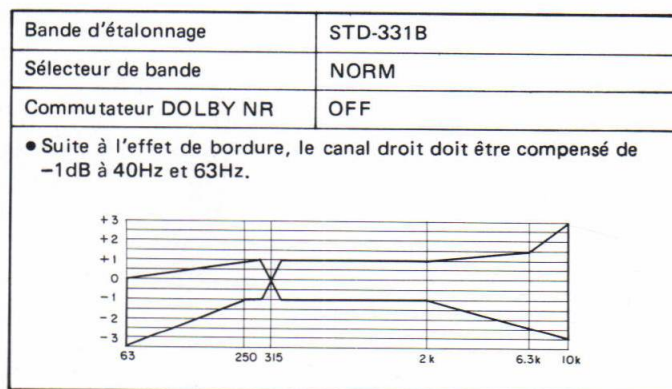 Bande d'étalonnage STD-331B
Sélecteur de bande NORM
Commutateur DOLBY NR OFF
● Suite à l'effet de bordure, le canal droit doit être compensé de
–1dB à 40Hz et 63Hz.
+3
+2
+1
0
–1
–2
–3
63 250 315 2k 6.3k 10k